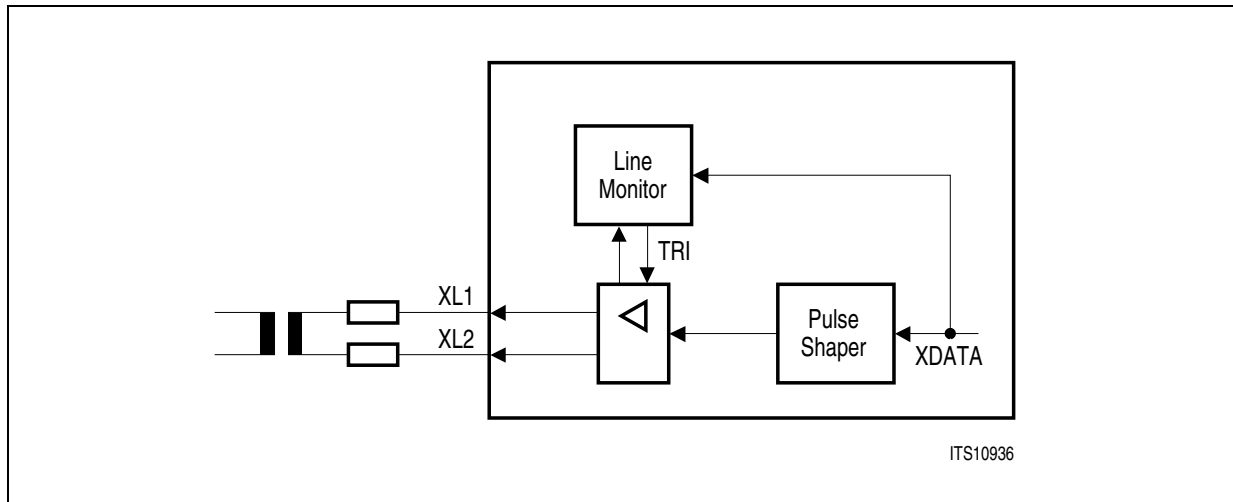 Line
Monitor
TRI
XL1
XL2
Pulse
Shaper
XDATA
ITS10936